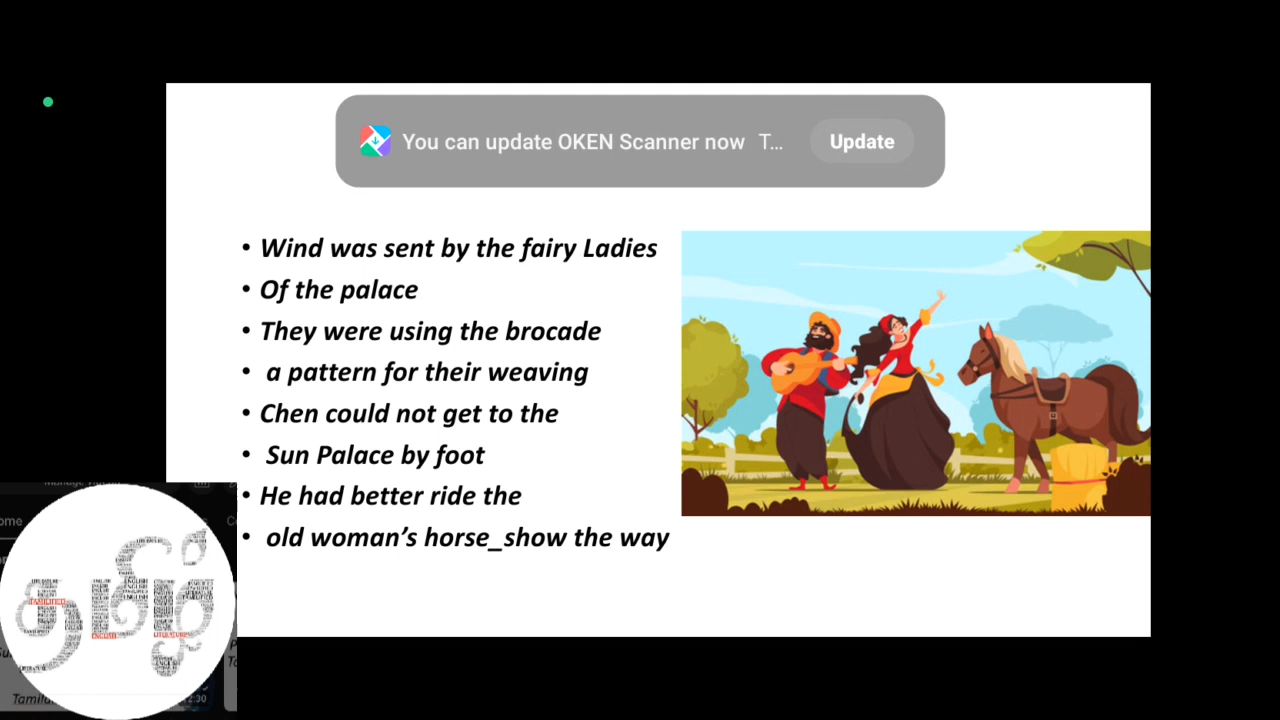 You can update OKEN Scanner now T... Update
• Wind was sent by the fairy Ladies
• Of the palace
• They were using the brocade
• a pattern for their weaving
• Chen could not get to the
• Sun Palace by foot
• He had better ride the
• old woman's horse_show the way
தமிழ்